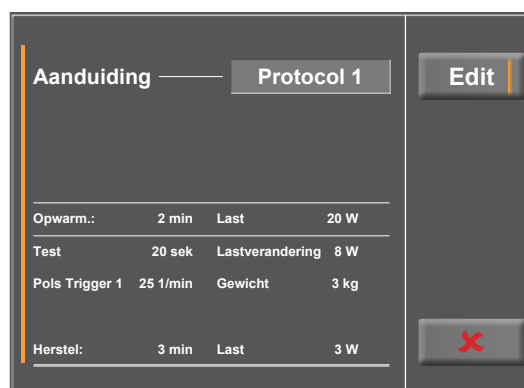 Aanduiding Protocol 1 Edit
Opwarm.: 2 min Last 20 W
Test 20 sek Lastverandering 8 W
Pols Trigger 1 25 1/min Gewicht 3 kg
Herstel: 3 min Last 3 W